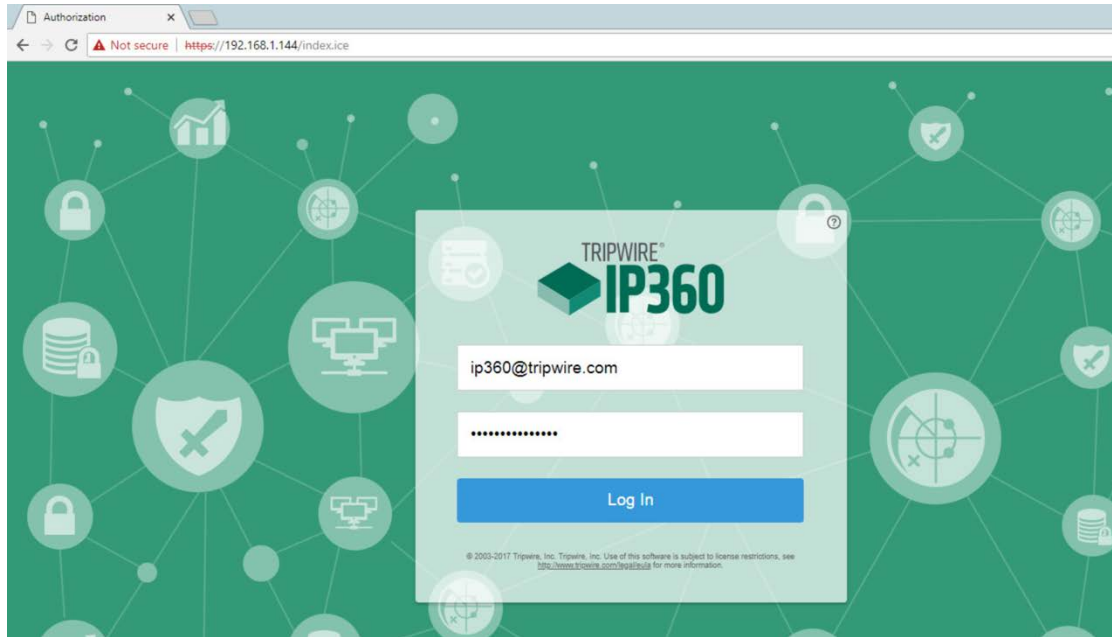 Authorization
Not secure | https://192.168.1.144/index.ice
TRIPWIRE®
IP360
ip360@tripwire.com
•••••••••••••••
Log In
© 2003-2017 Tripwire, Inc. Tripwire, Inc. Use of this software is subject to license restrictions, see
http://www.tripwire.com/legal/eula for more information.